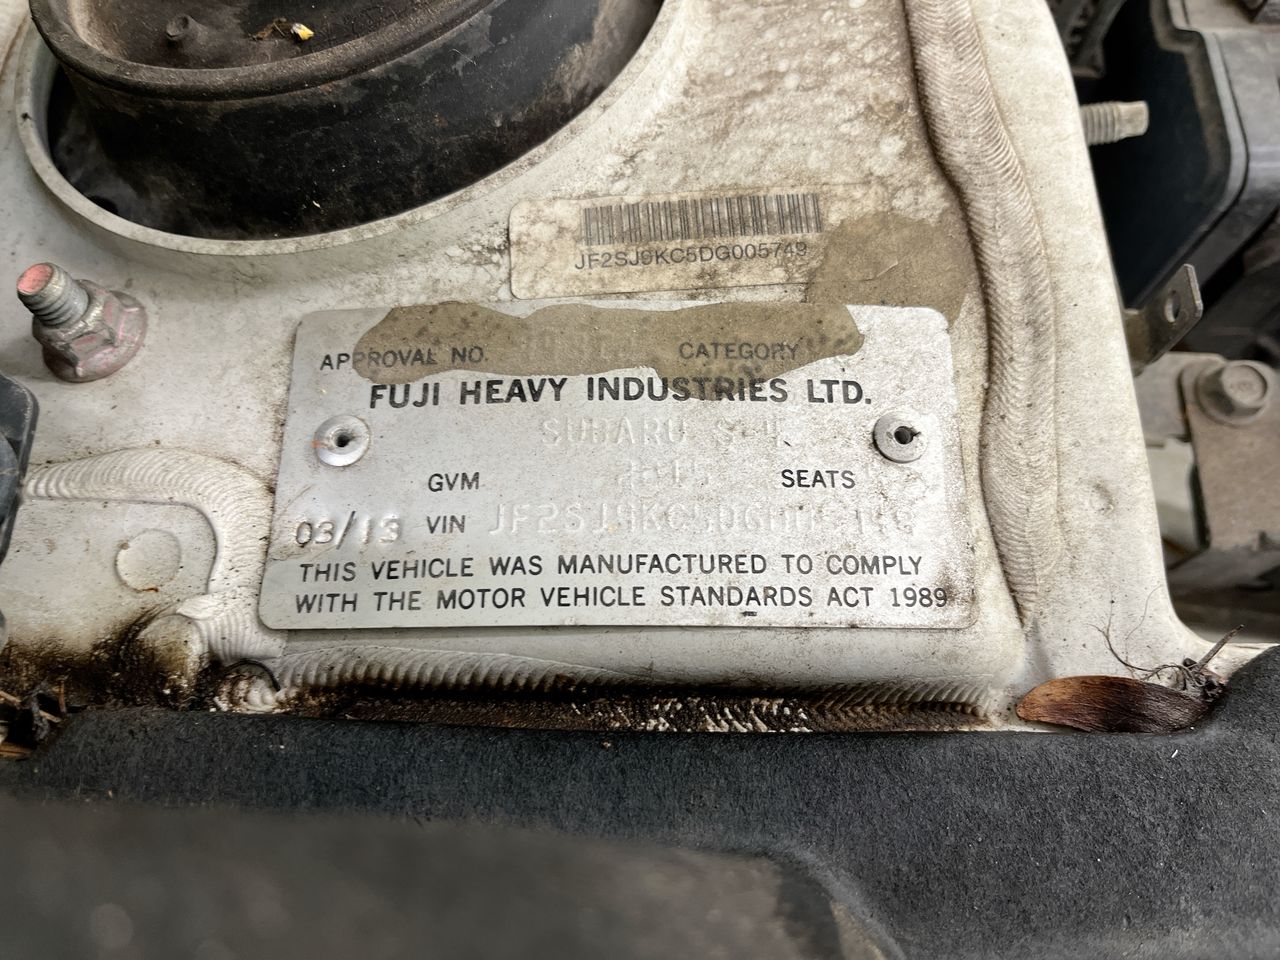 JF2SJ9KC5DG005749
APPROVAL NO. CATEGORY
FUJI HEAVY INDUSTRIES LTD.
SUBARU
GVM SEATS
03/13 VIN
THIS VEHICLE WAS MANUFACTURED TO COMPLY
WITH THE MOTOR VEHICLE STANDARDS ACT 1989